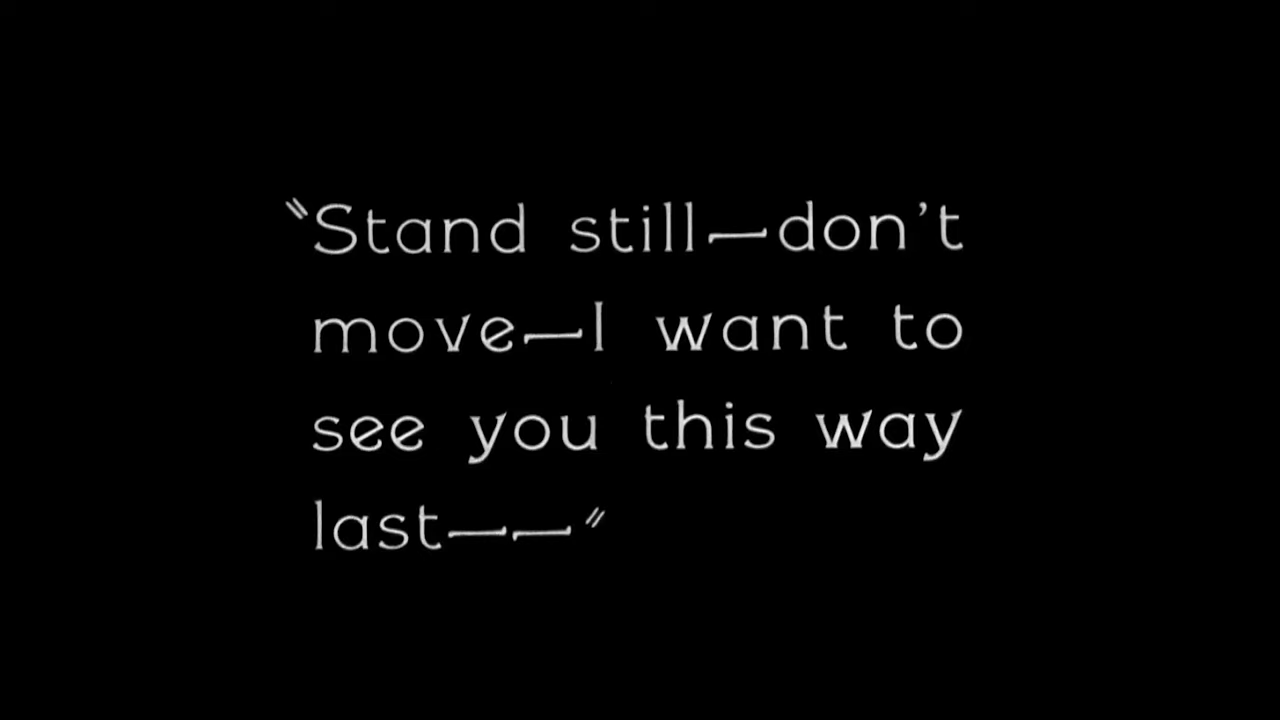 “Stand still—don’t
move—I want to
see you this way
last——”